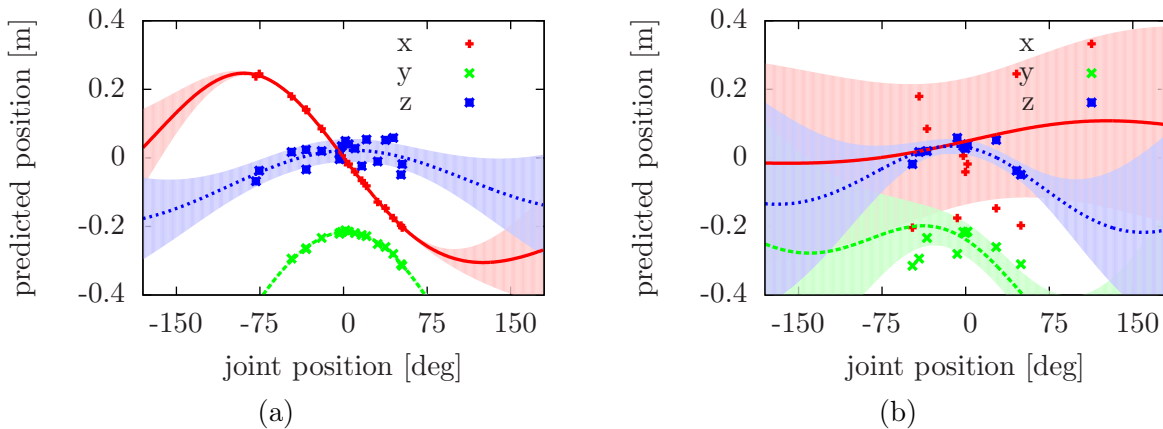 predicted position [m]
0.4
0.2
0
-0.2
-0.4
x
y
z
-150
-75
0
75
150
joint position [deg]
(a)
predicted position [m]
0.4
0.2
0
-0.2
-0.4
x
y
z
-150
-75
0
75
150
joint position [deg]
(b)